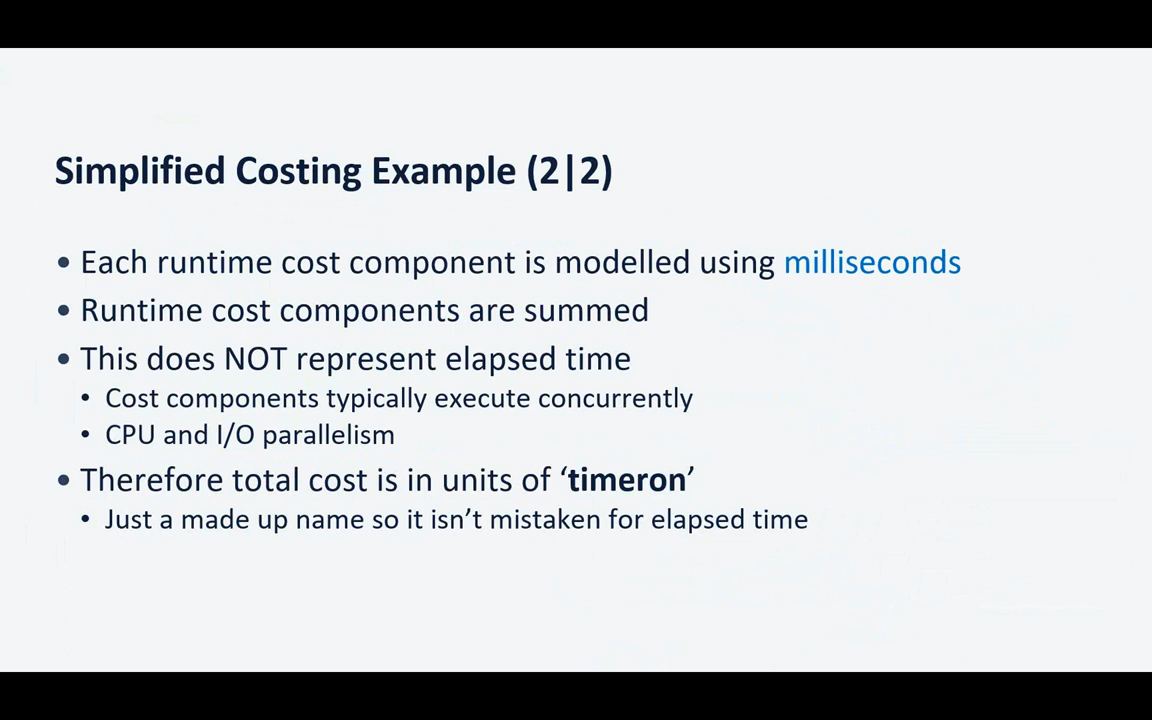 Simplified Costing Example (2|2)
• Each runtime cost component is modelled using milliseconds
• Runtime cost components are summed
• This does NOT represent elapsed time
• Cost components typically execute concurrently
• CPU and I/O parallelism
• Therefore total cost is in units of ‘timeron’
• Just a made up name so it isn’t mistaken for elapsed time